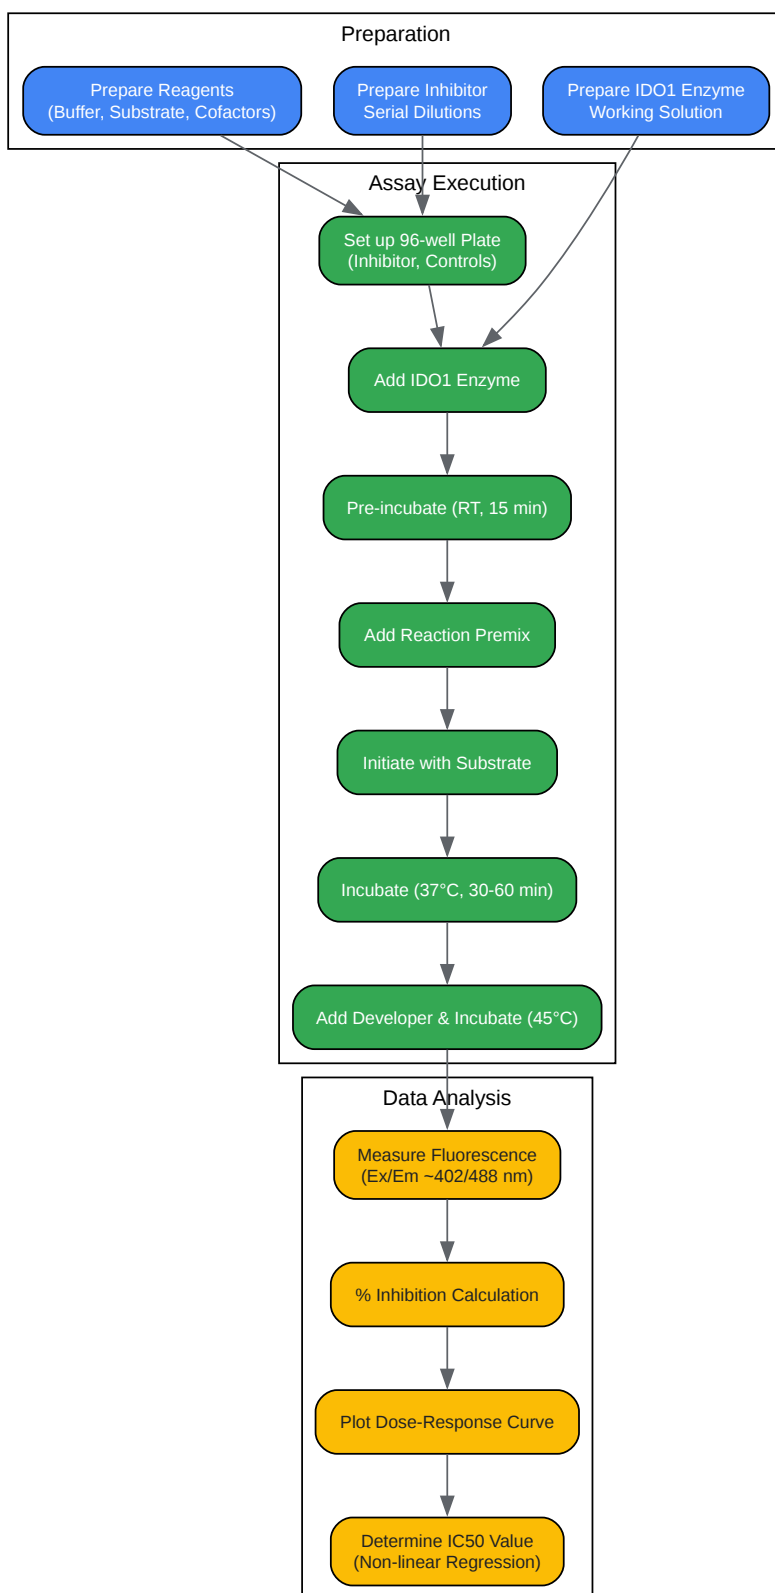 Preparation
Prepare Reagents
(Buffer, Substrate, Cofactors)
Prepare Inhibitor
Serial Dilutions
Prepare IDO1 Enzyme
Working Solution
Assay Execution
Set up 96-well Plate
(Inhibitor, Controls)
Add IDO1 Enzyme
Pre-incubate (RT, 15 min)
Add Reaction Premix
Initiate with Substrate
Incubate (37°C, 30-60 min)
Add Developer & Incubate (45°C)
Data Analysis
Measure Fluorescence
(Ex/Em ~402/488 nm)
% Inhibition Calculation
Plot Dose-Response Curve
Determine IC50 Value
(Non-linear Regression)